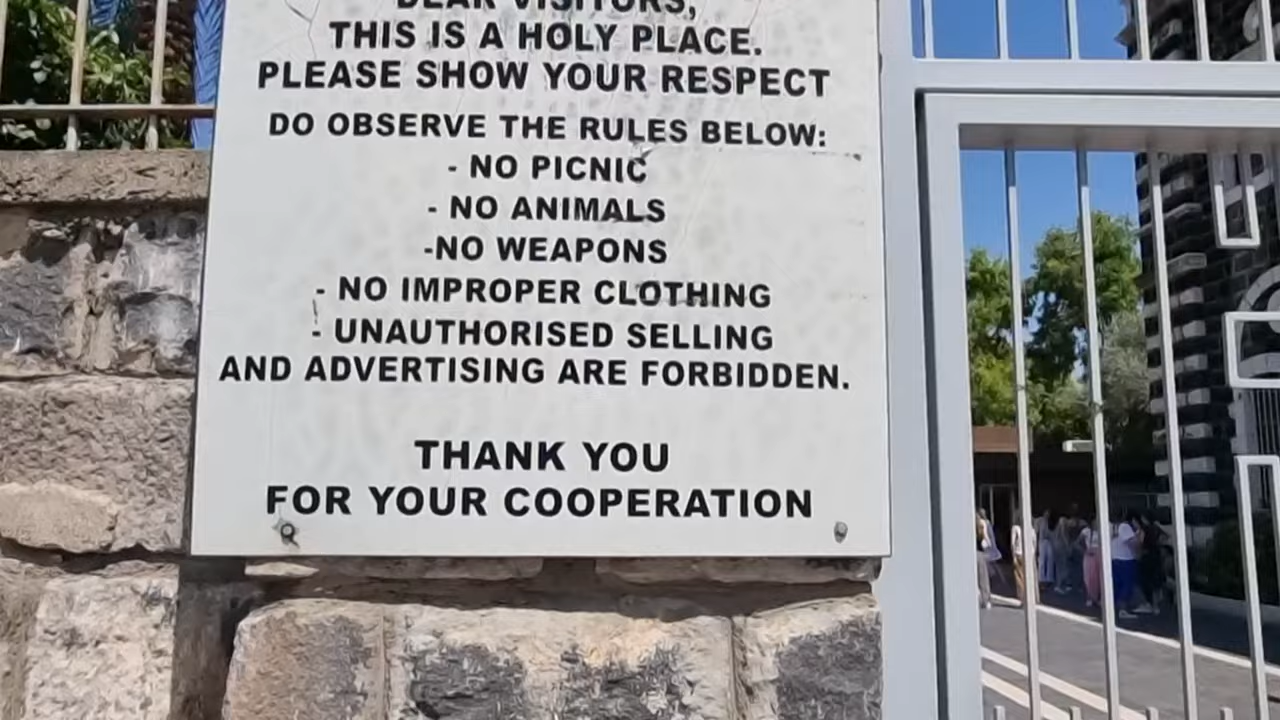 DEAR VISITORS,
THIS IS A HOLY PLACE.
PLEASE SHOW YOUR RESPECT
DO OBSERVE THE RULES BELOW:
- NO PICNIC
- NO ANIMALS
-NO WEAPONS
- NO IMPROPER CLOTHING
- UNAUTHORISED SELLING
AND ADVERTISING ARE FORBIDDEN.
THANK YOU
FOR YOUR COOPERATION